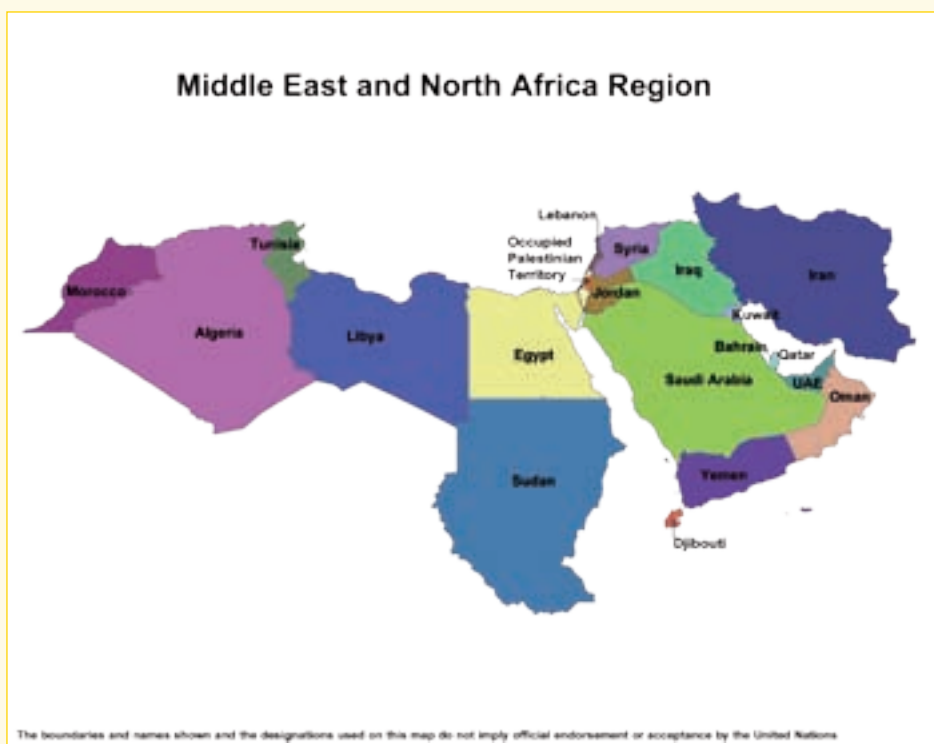 Middle East and North Africa Region
Lebanon
Occupied
Palestinian
Territory
Tunisia
Syria
Iraq
Iran
Morocco
Jordan
Kuwait
Algeria
Libya
Egypt
Bahrain
Qatar
Saudi Arabia
UAE
Oman
Sudan
Yemen
Djibouti
The boundaries and names shown and the designations used on this map do not imply official endorsement or acceptance by the United Nations